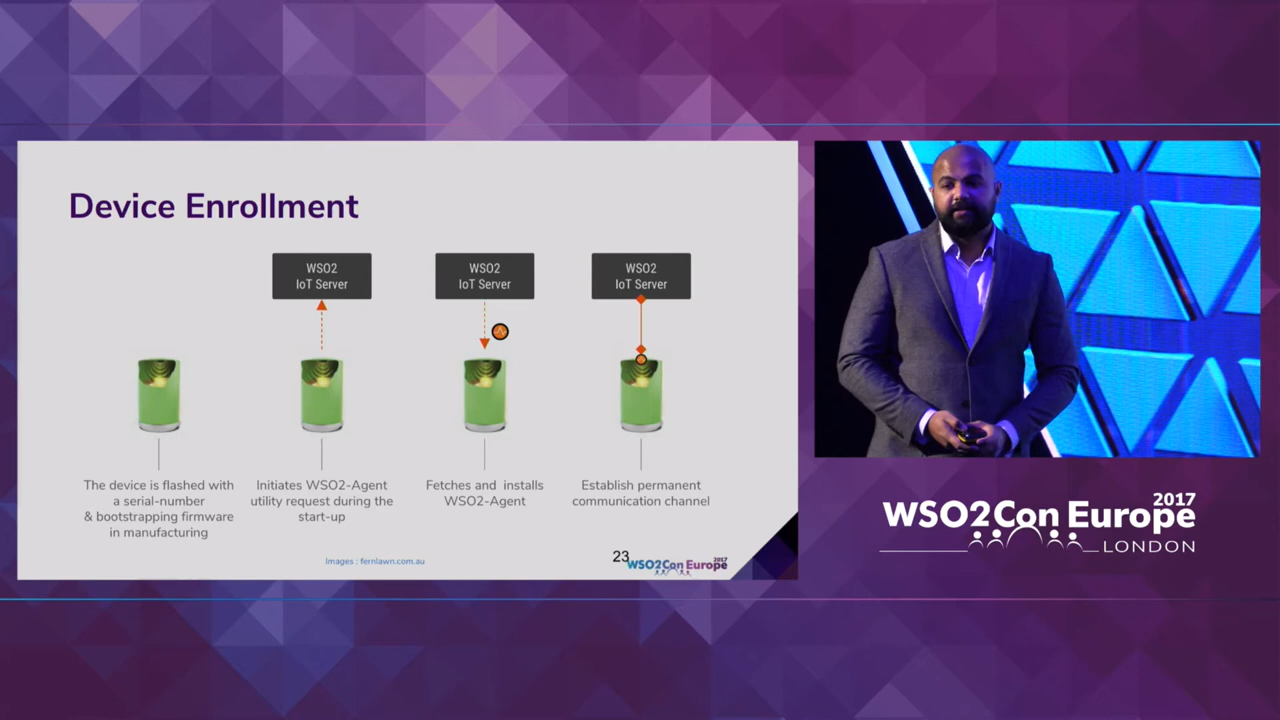 Device Enrollment
WSO2
IoT Server
WSO2
IoT Server
WSO2
IoT Server
The device is flashed with
a serial-number
& bootstrapping firmware
in manufacturing
Initiates WSO2-Agent
utility request during the
start-up
Fetches and installs
WSO2-Agent
Establish permanent
communication channel
Images : fernlawn.com.au
23
WSO2Con Europe
2017
2017
WSO2Con Europe
LONDON